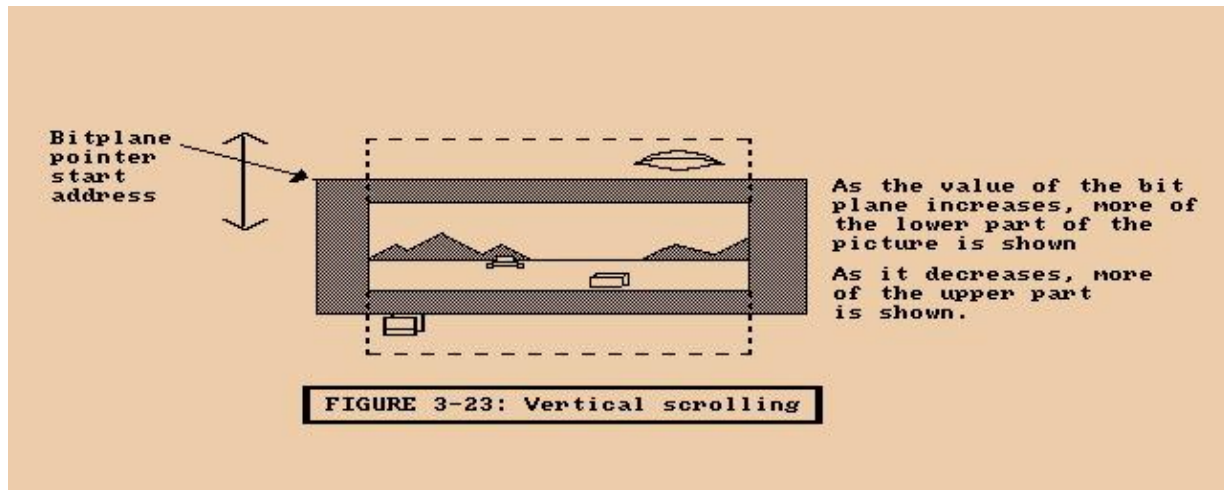 Bitplane
pointer
start
address
As the value of the bit
plane increases, more of
the lower part of the
picture is shown
As it decreases, more
of the upper part
is shown.
FIGURE 3-23: Vertical scrolling